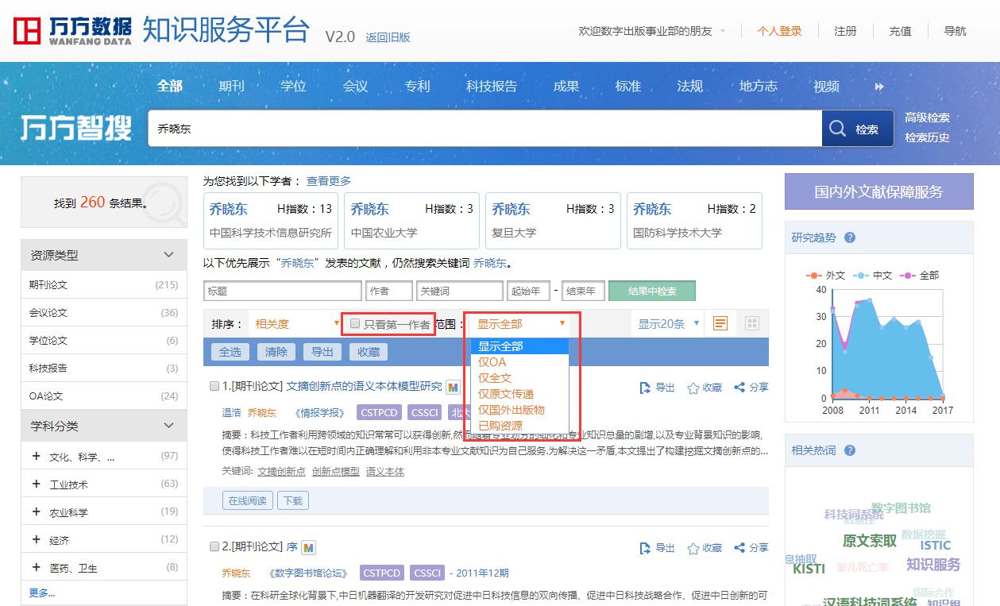 万方数据 WANFANG DATA 知识服务平台 V2.0 返回旧版
欢迎数字出版事业部的朋友 个人登录 注册 充值 导航
全部 期刊 学位 会议 专利 科技报告 成果 标准 法规 地方志 视频
万方智搜 乔晓东 检索 高级检索
检索历史
找到 260 条结果。
资源类型
期刊论文 (215)
会议论文 (36)
学位论文 (6)
科技报告 (3)
OA论文 (24)
学科分类
+ 文化、科学、... (97)
+ 工业技术 (63)
+ 农业科学 (19)
+ 经济 (12)
+ 医药、卫生 (8)
更多...
为您找到以下学者： 查看更多
乔晓东 H指数：13
中国科学技术信息研究所
乔晓东 H指数：3
中国农业大学
乔晓东 H指数：3
复旦大学
乔晓东 H指数：2
国防科学技术大学
以下优先展示“乔晓东”发表的文献，仍然搜索关键词 乔晓东。
标题 作者 关键词 起始年 - 结束年 结果中检索
排序： 相关度 只看第一作者 范围： 显示全部 显示20条
显示全部
仅OA
仅全文
仅原文传递
仅国外出版物
已购资源
全选 清除 导出 收藏
1.[期刊论文] 文摘创新点的语义本体模型研究 M 导出 收藏 分享
温浩 乔晓东 《情报学报》 CSTPCD CSSCI 北大
摘要：科技工作者利用跨领域的知识常常可以获得创新,然而随着专业划分的细化和专业知识总量的剧增,以及专业背景知识的影响,
使得科技工作者难以在短时间内正确理解和利用非本专业文献知识为自己服务.为解决这一矛盾,本文提出了构建挖掘文摘创新点的...
关键词: 文摘创新点 创新点模型 语义本体
在线阅读 下载
2.[期刊论文] 序 M 导出 收藏 分享
乔晓东 《数字图书馆论坛》 CSTPCD CSSCI - 2011年12期
摘要：在科研全球化背景下,中日机器翻译的开发研究对促进中日科技信息的双向传播、促进中日科技战略合作、促进中日创新的可
国内外文献保障服务
研究趋势 ?
外文 中文 全部
40
30
20
10
0
2008 2011 2014 2017
相关热词 ?
数字图书馆
科技词系统
数据挖掘
原文索取
ISTIC
息抽取
KISTI
婴儿死亡率
知识服务
国际合作
汉语科技词系统
知识组